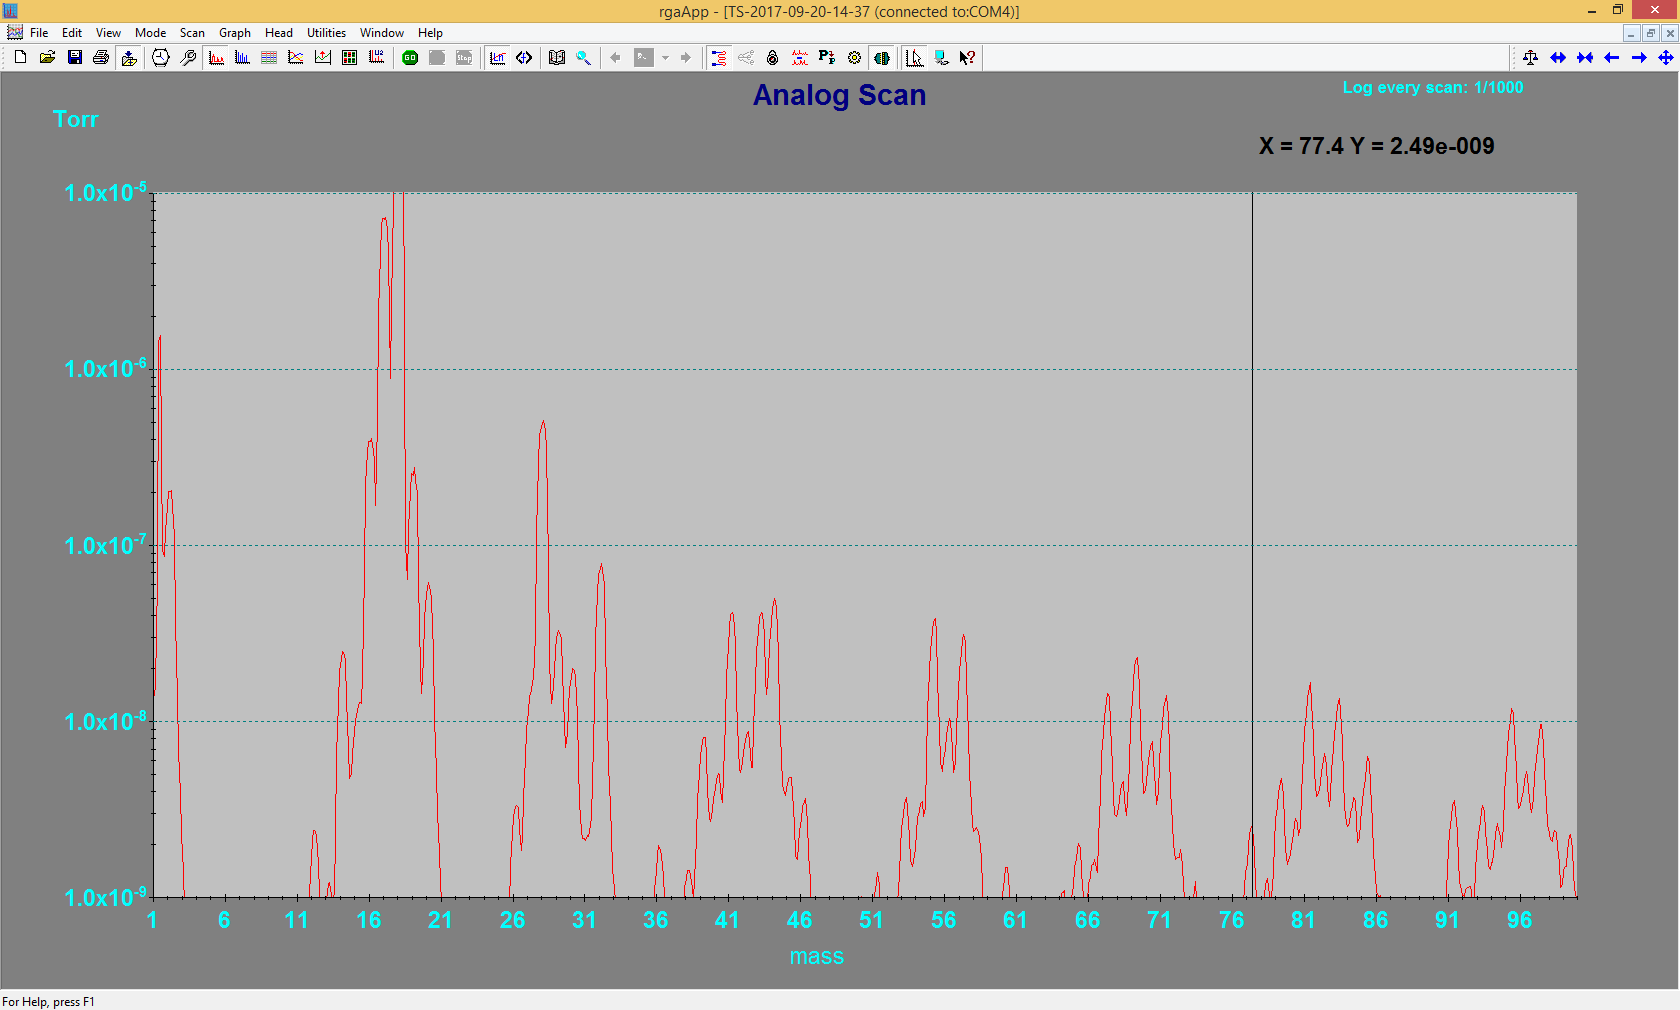 rgaApp - [TS-2017-09-20-14-37 (connected to:COM4)]
File Edit View Mode Scan Graph Head Utilities Window Help
GO Stop
Analog Scan
Log every scan: 1/1000
Torr
X = 77.4 Y = 2.49e-009
1.0x10⁻⁵
1.0x10⁻⁶
1.0x10⁻⁷
1.0x10⁻⁸
1.0x10⁻⁹
1 6 11 16 21 26 31 36 41 46 51 56 61 66 71 76 81 86 91 96
mass
For Help, press F1